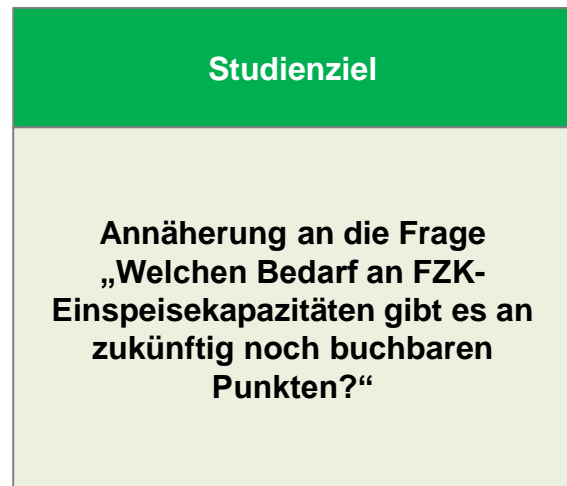 Studienziel
Annäherung an die Frage
„Welchen Bedarf an FZK-
Einspeisekapazitäten gibt es an
zukünftig noch buchbaren
Punkten?“